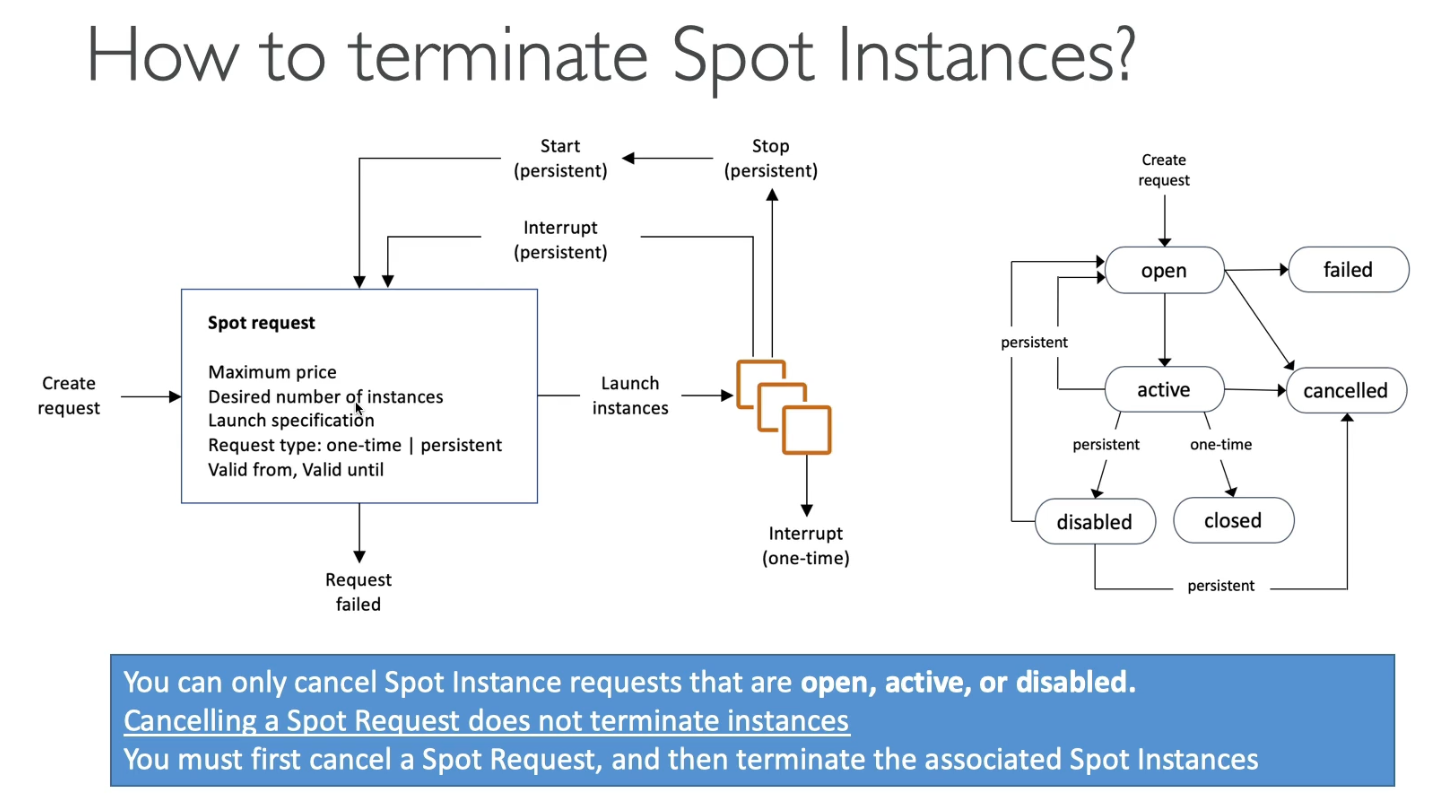 How to terminate Spot Instances?
Start
(persistent)
Stop
(persistent)
Interrupt
(persistent)
Create
request
Spot request
Maximum price
Desired number of instances
Launch specification
Request type: one-time | persistent
Valid from, Valid until
Launch
instances
Interrupt
(one-time)
Request
failed
Create
request
open
failed
persistent
active
cancelled
persistent
one-time
disabled
closed
persistent
You can only cancel Spot Instance requests that are open, active, or disabled.
Cancelling a Spot Request does not terminate instances
You must first cancel a Spot Request, and then terminate the associated Spot Instances